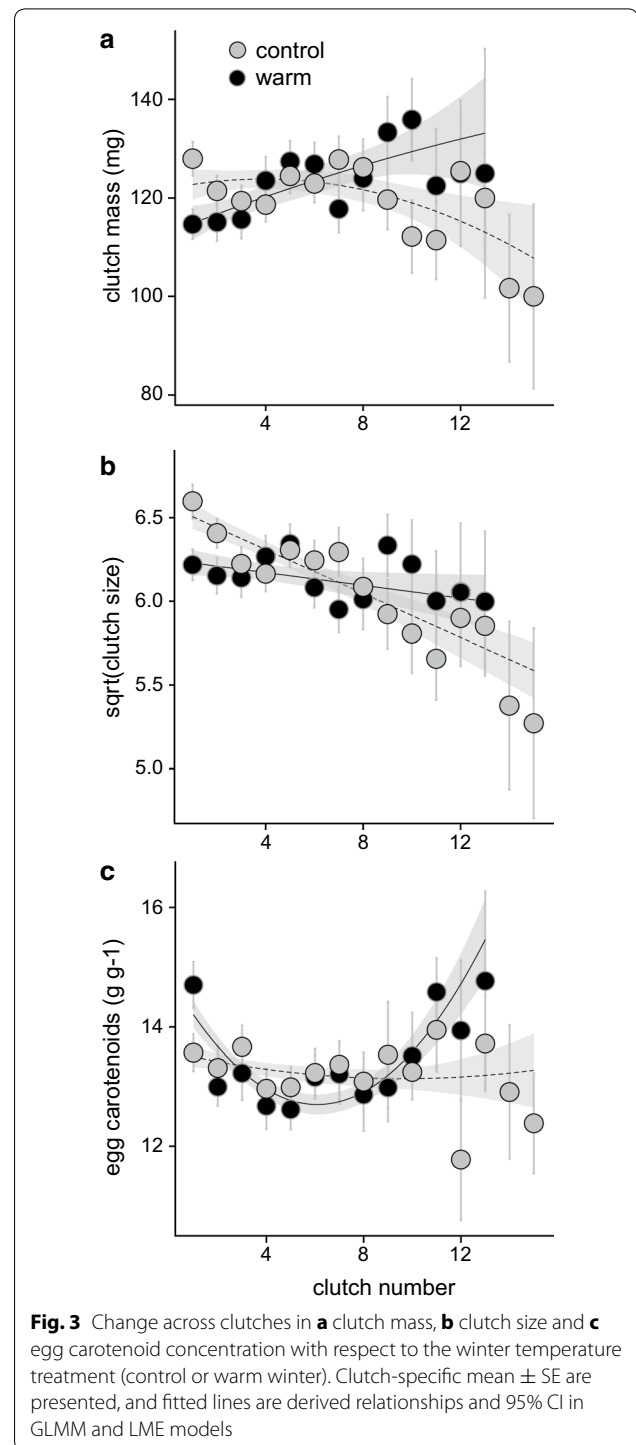 a
control
warm
clutch mass (mg)
140
120
100
80
4
8
12
b
sqrt(clutch size)
6.5
6.0
5.5
5.0
4
8
12
c
egg carotenoids (g g-1)
16
14
12
4
8
12
clutch number
Fig. 3 Change across clutches in a clutch mass, b clutch size and c
egg carotenoid concentration with respect to the winter temperature
treatment (control or warm winter). Clutch-specific mean ± SE are
presented, and fitted lines are derived relationships and 95% CI in
GLMM and LME models